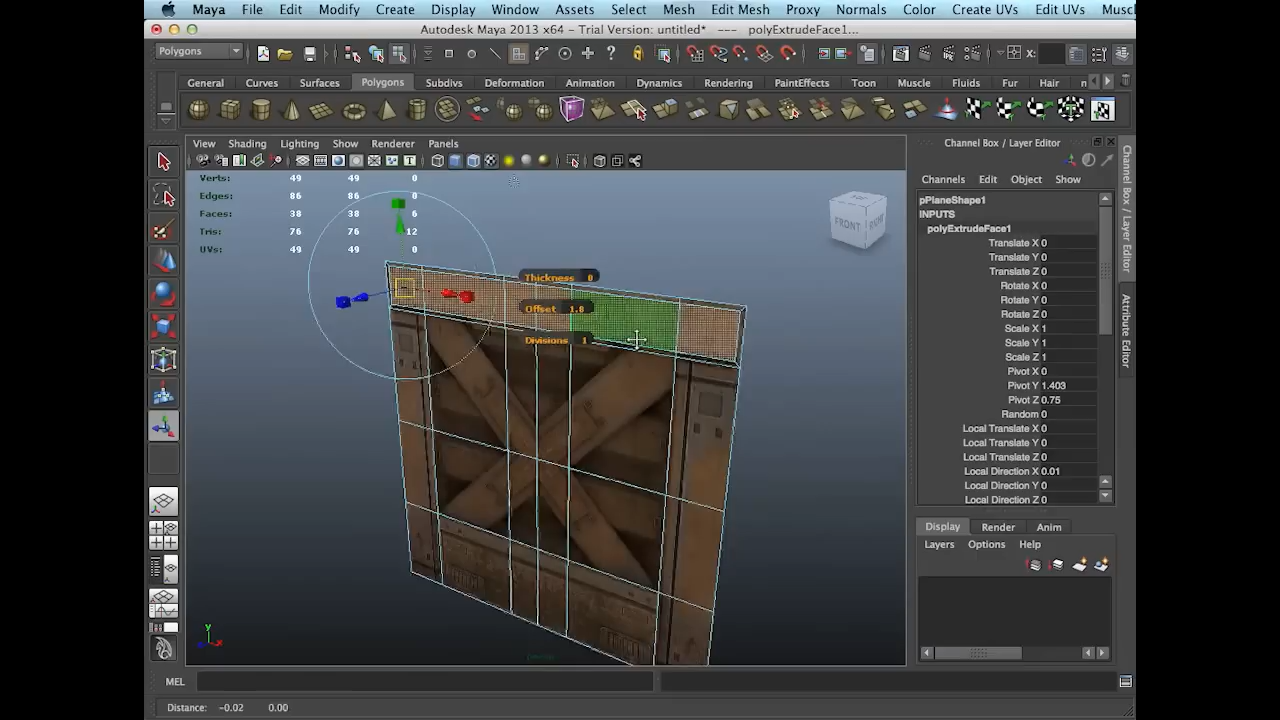 Maya File Edit Modify Create Display Window Assets Select Mesh Edit Mesh Proxy Normals Color Create UVs Edit UVs Musc
Autodesk Maya 2013 x64 - Trial Version: untitled* --- polyExtrudeFace1...
Polygons X:
General Curves Surfaces Polygons Subdivs Deformation Animation Dynamics Rendering PaintEffects Toon Muscle Fluids Fur Hair n
View Shading Lighting Show Renderer Panels
Channel Box / Layer Editor
Verts: 49 49 0
Edges: 86 86 0
Faces: 38 38 6
Tris: 76 76 12
UVs: 49 49 0
FRONT RIGHT
Thickness 0
Offset 1.8
Divisions 1
y
x
z
Channels Edit Object Show
pPlaneShape1
INPUTS
polyExtrudeFace1
Translate X 0
Translate Y 0
Translate Z 0
Rotate X 0
Rotate Y 0
Rotate Z 0
Scale X 1
Scale Y 1
Scale Z 1
Pivot X 0
Pivot Y 1.403
Pivot Z 0.75
Random 0
Local Translate X 0
Local Translate Y 0
Local Translate Z 0
Local Direction X 0.01
Local Direction Y 0
Local Direction Z 0
Display Render Anim
Layers Options Help
Channel Box / Layer Editor
Attribute Editor
MEL
Distance: -0.02 0.00